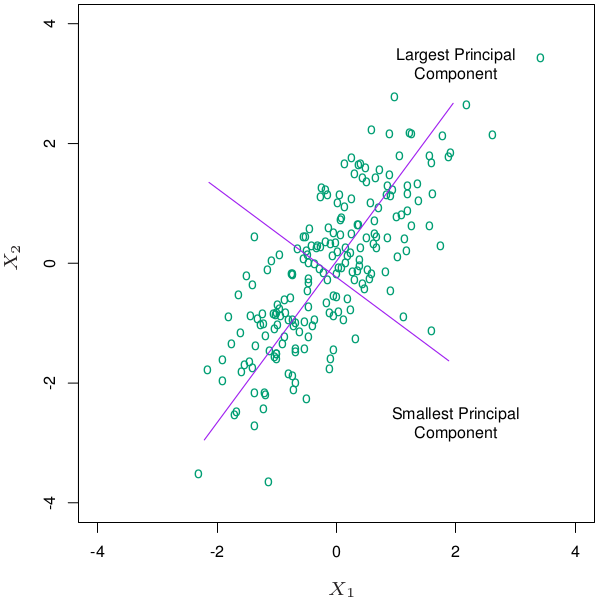 4
Largest Principal
Component
2
X2
0
-2
Smallest Principal
Component
-4
-4 -2 0 2 4
X1